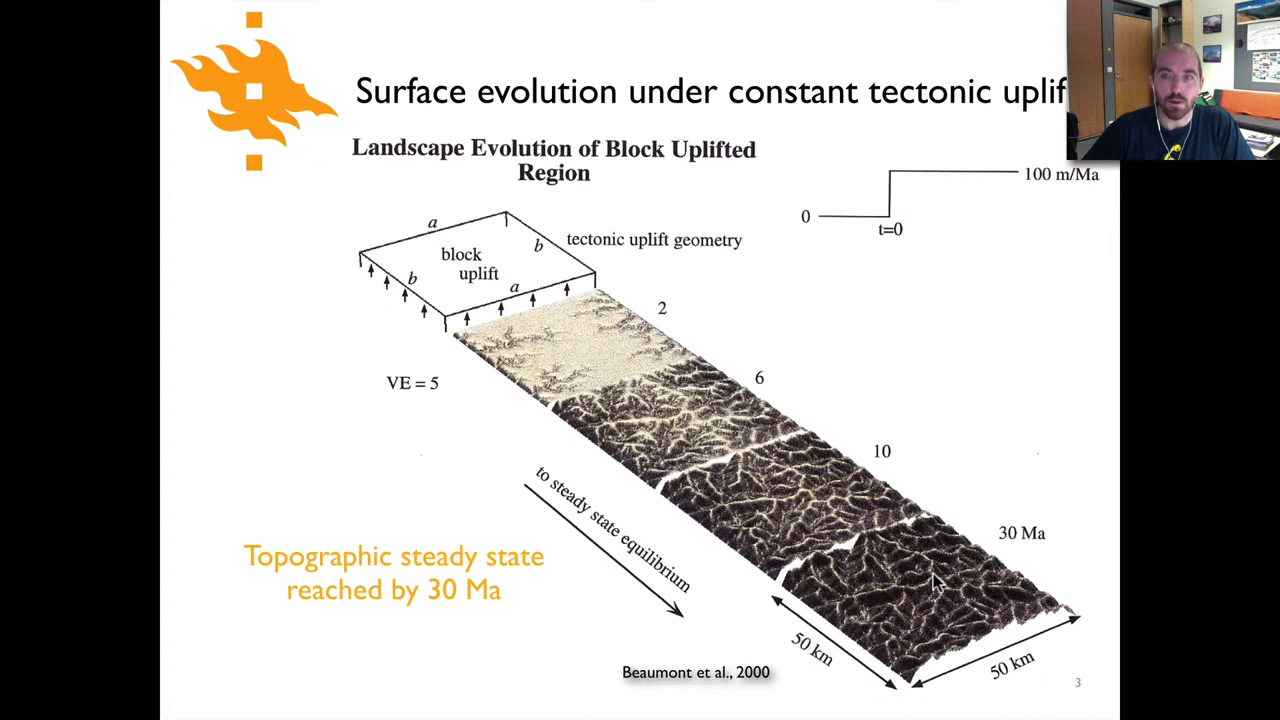 Surface evolution under constant tectonic uplif
Landscape Evolution of Block Uplifted
Region
100 m/Ma
0
t=0
a
b
block
uplift
tectonic uplift geometry
b
a
2
VE = 5
6
10
to steady state equilibrium
30 Ma
Topographic steady state
reached by 30 Ma
50 km
50 km
Beaumont et al., 2000
3